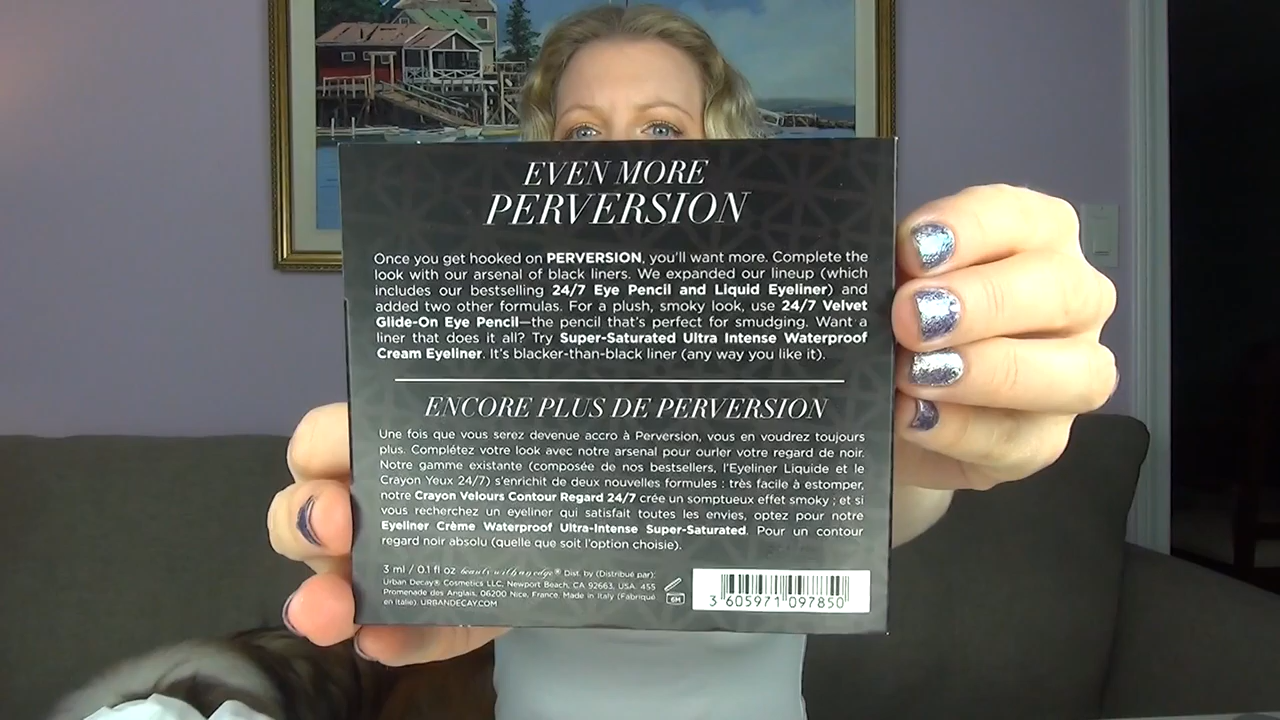 EVEN MORE
PERVERSION
Once you get hooked on PERVERSION, you'll want more. Complete the
look with our arsenal of black liners. We expanded our lineup (which
includes our bestselling 24/7 Eye Pencil and Liquid Eyeliner) and
added two other formulas. For a plush, smoky look, use 24/7 Velvet
Glide-On Eye Pencil—the pencil that's perfect for smudging. Want a
liner that does it all? Try Super-Saturated Ultra Intense Waterproof
Cream Eyeliner. It's blacker-than-black liner (any way you like it).
ENCORE PLUS DE PERVERSION
Une fois que vous serez devenue accro à Perversion, vous en voudrez toujours
plus. Complétez votre look avec notre arsenal pour ourler votre regard de noir.
Notre gamme existante (composée de nos bestsellers, l'Eyeliner Liquide et le
Crayon Yeux 24/7) s'enrichit de deux nouvelles formules : très facile à estomper,
notre Crayon Velours Contour Regard 24/7 crée un somptueux effet smoky ; et si
vous recherchez un eyeliner qui satisfait toutes les envies, optez pour notre
Eyeliner Crème Waterproof Ultra-Intense Super-Saturated. Pour un contour
regard noir absolu (quelle que soit l'option choisie).
3 ml / 0.1 fl oz beauty with an edge® Dist. by (Distribué par):
Urban Decay® Cosmetics LLC, Newport Beach, CA 92663, USA. 455
Promenade des Anglais, 06200 Nice, France. Made in Italy (Fabriqué
en Italie). URBANDECAY.COM
6M
3 605971 097850